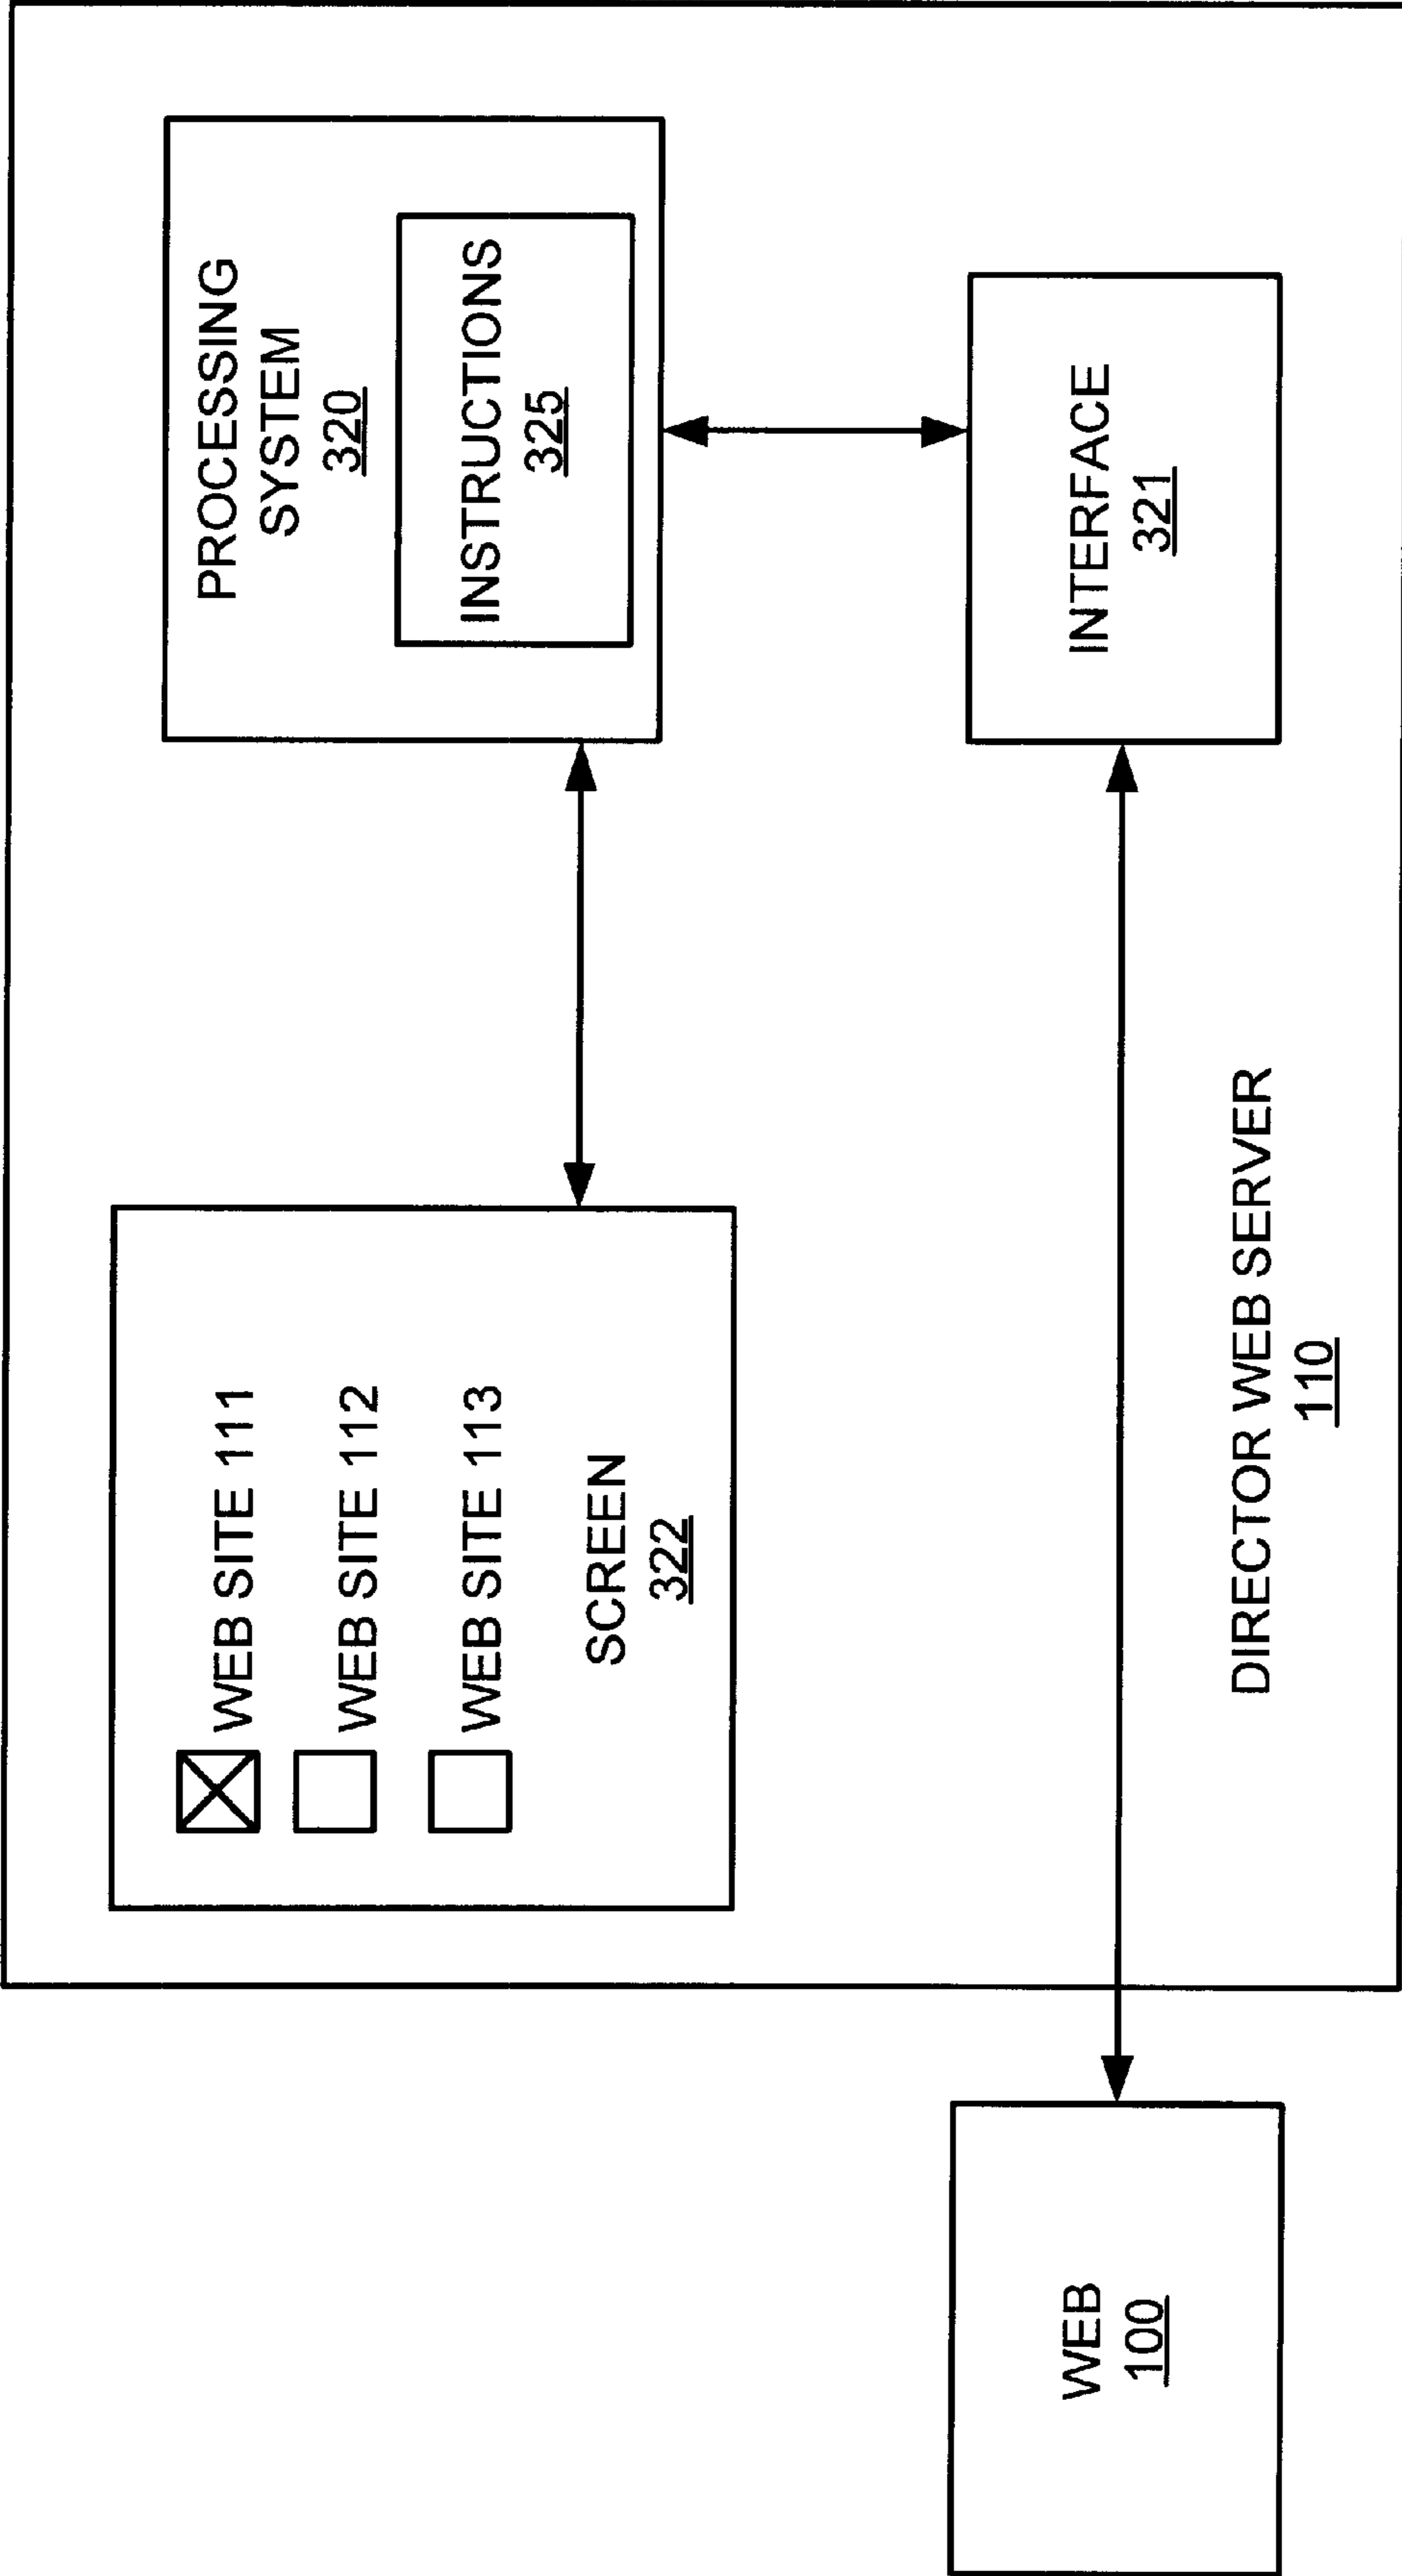 WEB SITE 111
WEB SITE 112
WEB SITE 113
SCREEN
322
PROCESSING
SYSTEM
320
INSTRUCTIONS
325
WEB
100
INTERFACE
321
DIRECTOR WEB SERVER
110